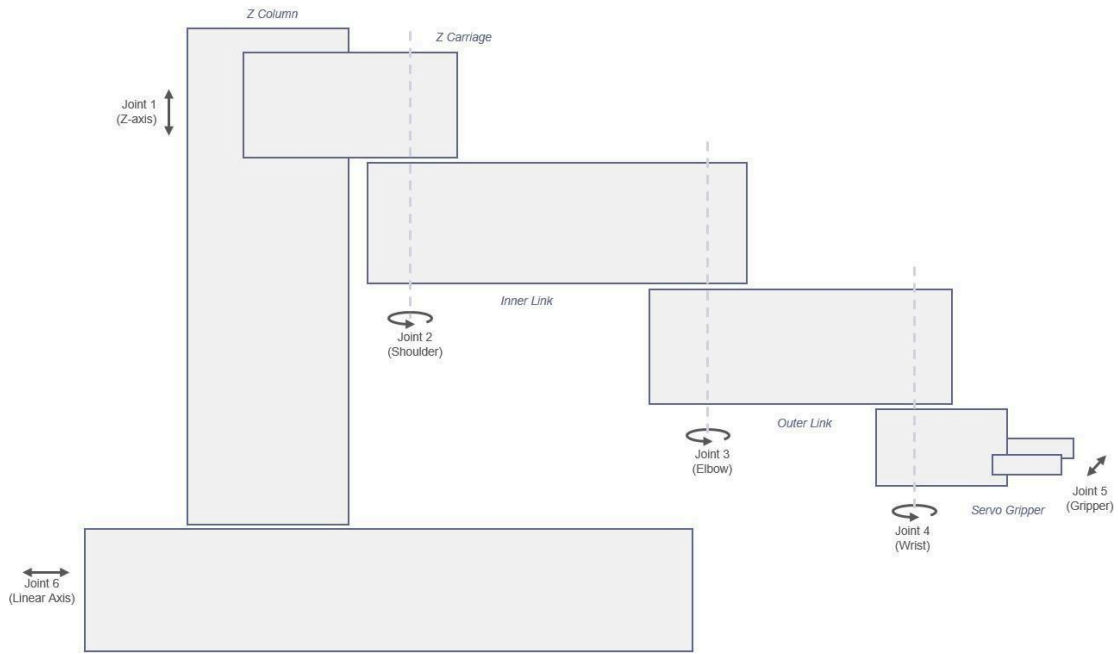 Z Column
Z Carriage
Joint 1
(Z-axis)
Inner Link
Joint 2
(Shoulder)
Outer Link
Joint 3
(Elbow)
Joint 5
(Gripper)
Servo Gripper
Joint 4
(Wrist)
Joint 6
(Linear Axis)